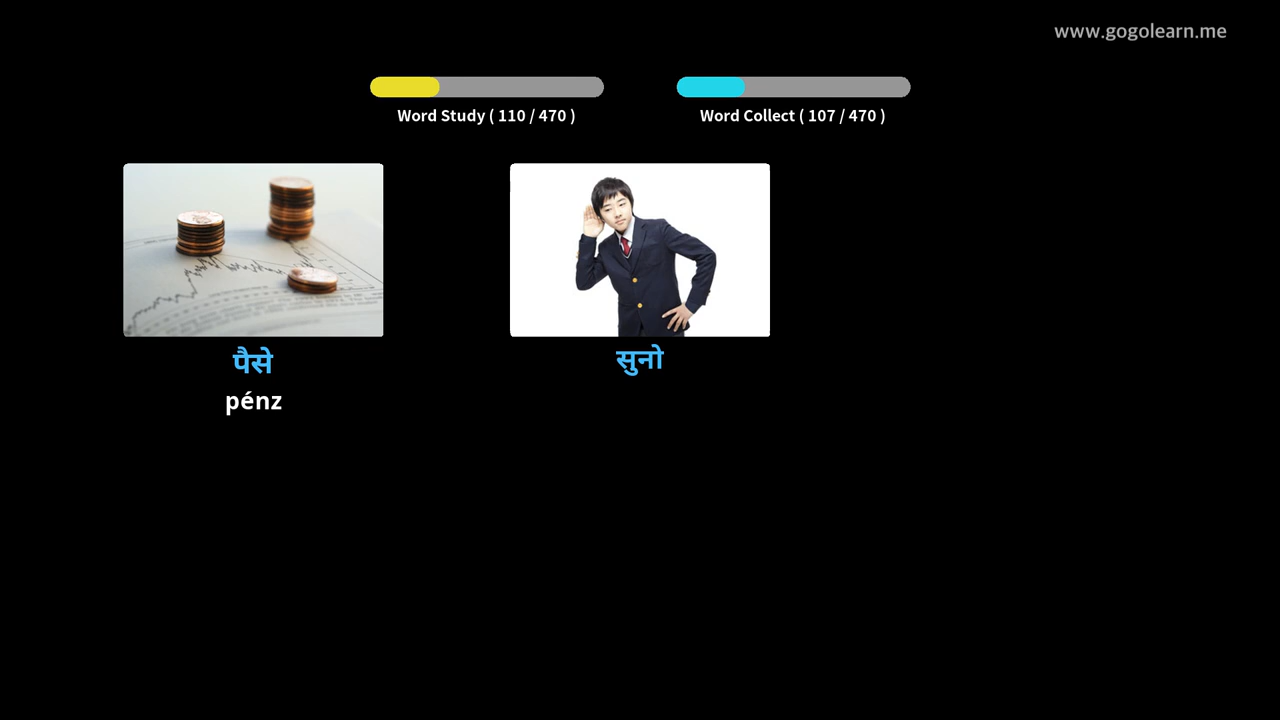 www.gogolearn.me
Word Study ( 110 / 470 )
Word Collect ( 107 / 470 )
पैसे
pénz
सुनो